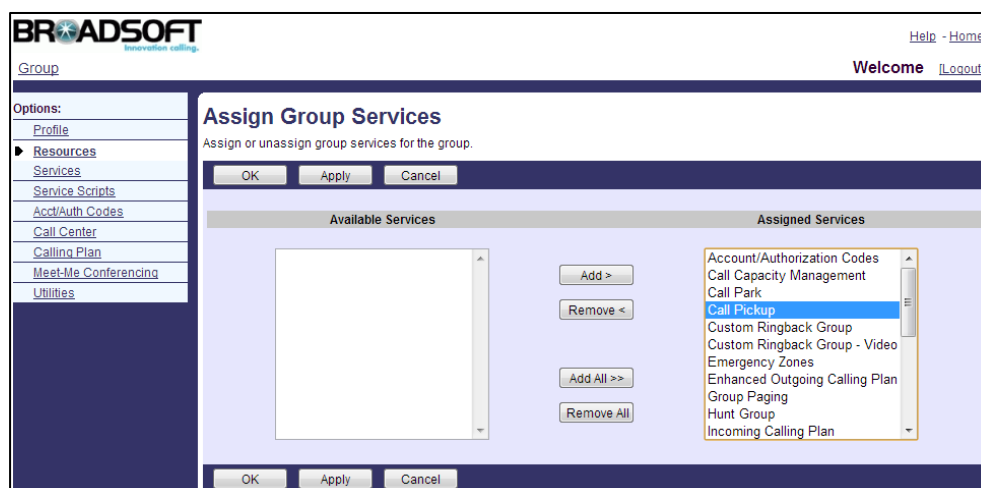 BROADSOFT
Innovation calling.
Help - Home
Group
Welcome [Logout
Options:
Profile
Resources
Services
Service Scripts
Acct/Auth Codes
Call Center
Calling Plan
Meet-Me Conferencing
Utilities
Assign Group Services
Assign or unassign group services for the group.
OK Apply Cancel
Available Services Assigned Services
Add >
Remove <
Add All >>
Remove All
Account/Authorization Codes
Call Capacity Management
Call Park
Call Pickup
Custom Ringback Group
Custom Ringback Group - Video
Emergency Zones
Enhanced Outgoing Calling Plan
Group Paging
Hunt Group
Incoming Calling Plan
OK Apply Cancel